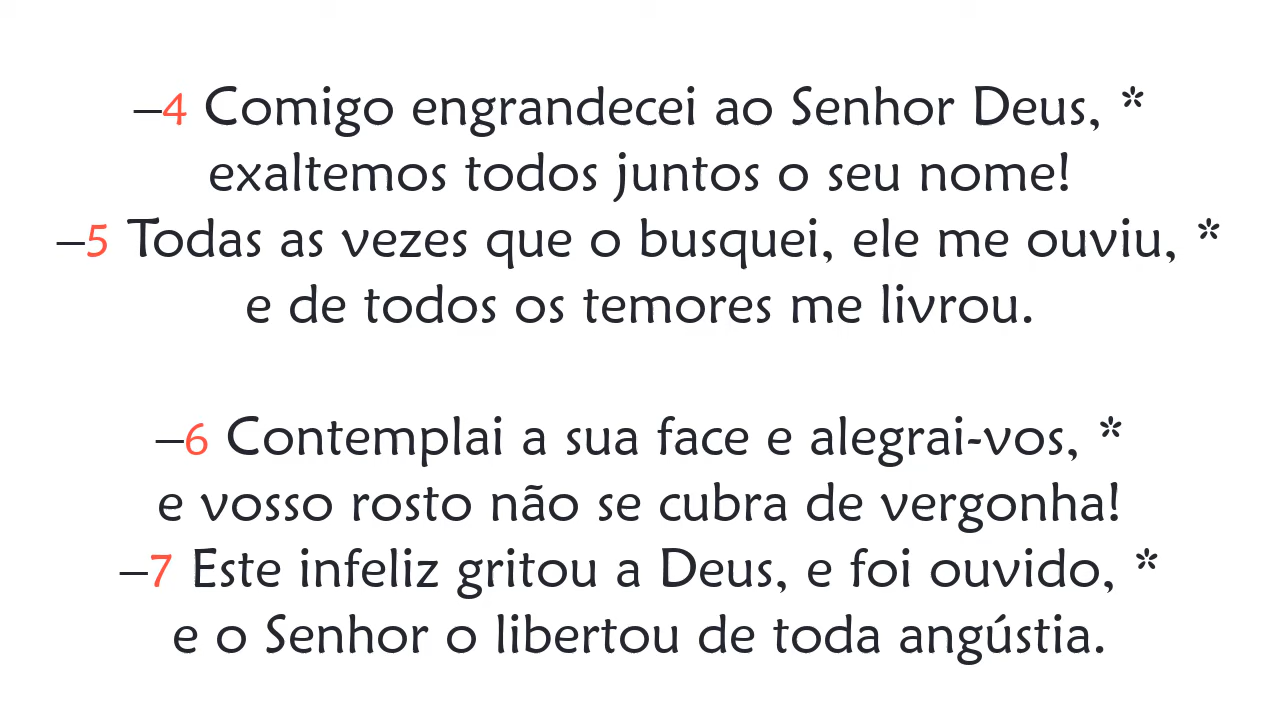 –4 Comigo engrandecei ao Senhor Deus, *
exaltemos todos juntos o seu nome!
–5 Todas as vezes que o busquei, ele me ouviu, *
e de todos os temores me livrou.
–6 Contemplai a sua face e alegrai-vos, *
e vosso rosto não se cubra de vergonha!
–7 Este infeliz gritou a Deus, e foi ouvido, *
e o Senhor o libertou de toda angústia.